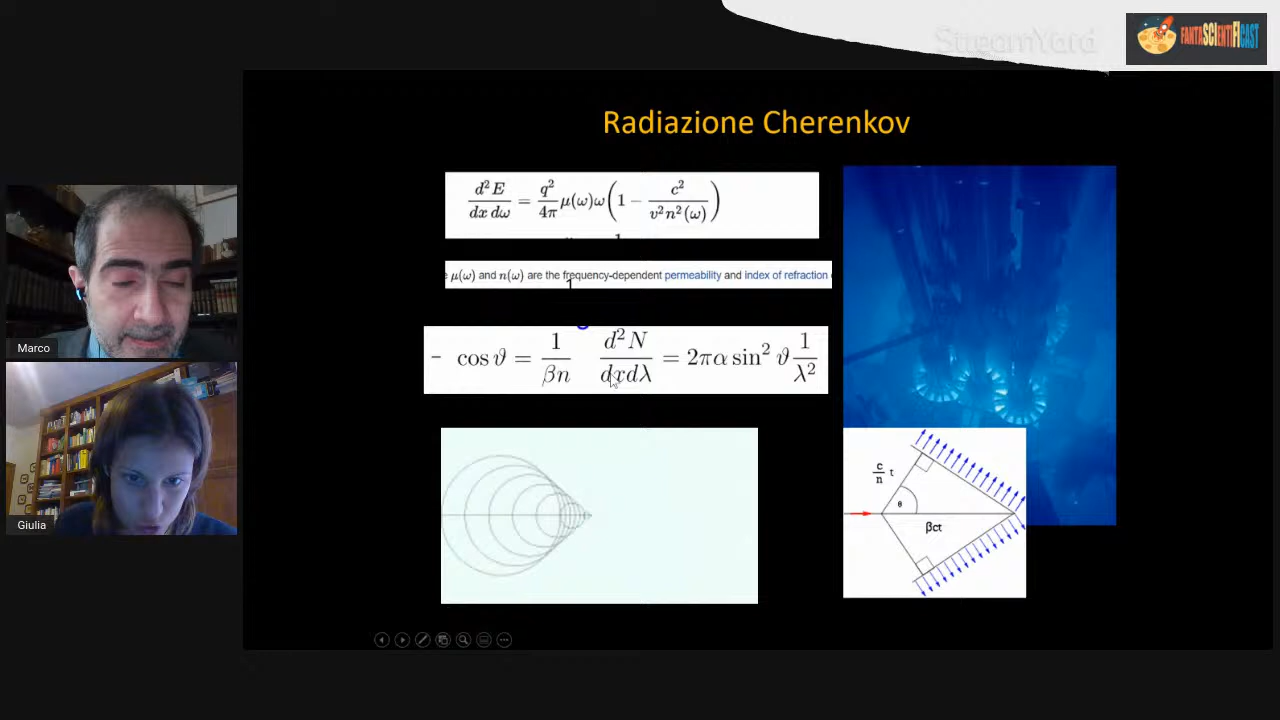 StreamYard
FANTASCIENTIFICAST
Radiazione Cherenkov
d²E/dx dω = q²/4π μ(ω)ω(1 − c²/v²n²(ω))
μ(ω) and n(ω) are the frequency-dependent permeability and index of refraction
− cos ϑ = 1/βn d²N/dxdλ = 2πα sin² ϑ 1/λ²
Marco
Giulia
c/n t
θ
βct